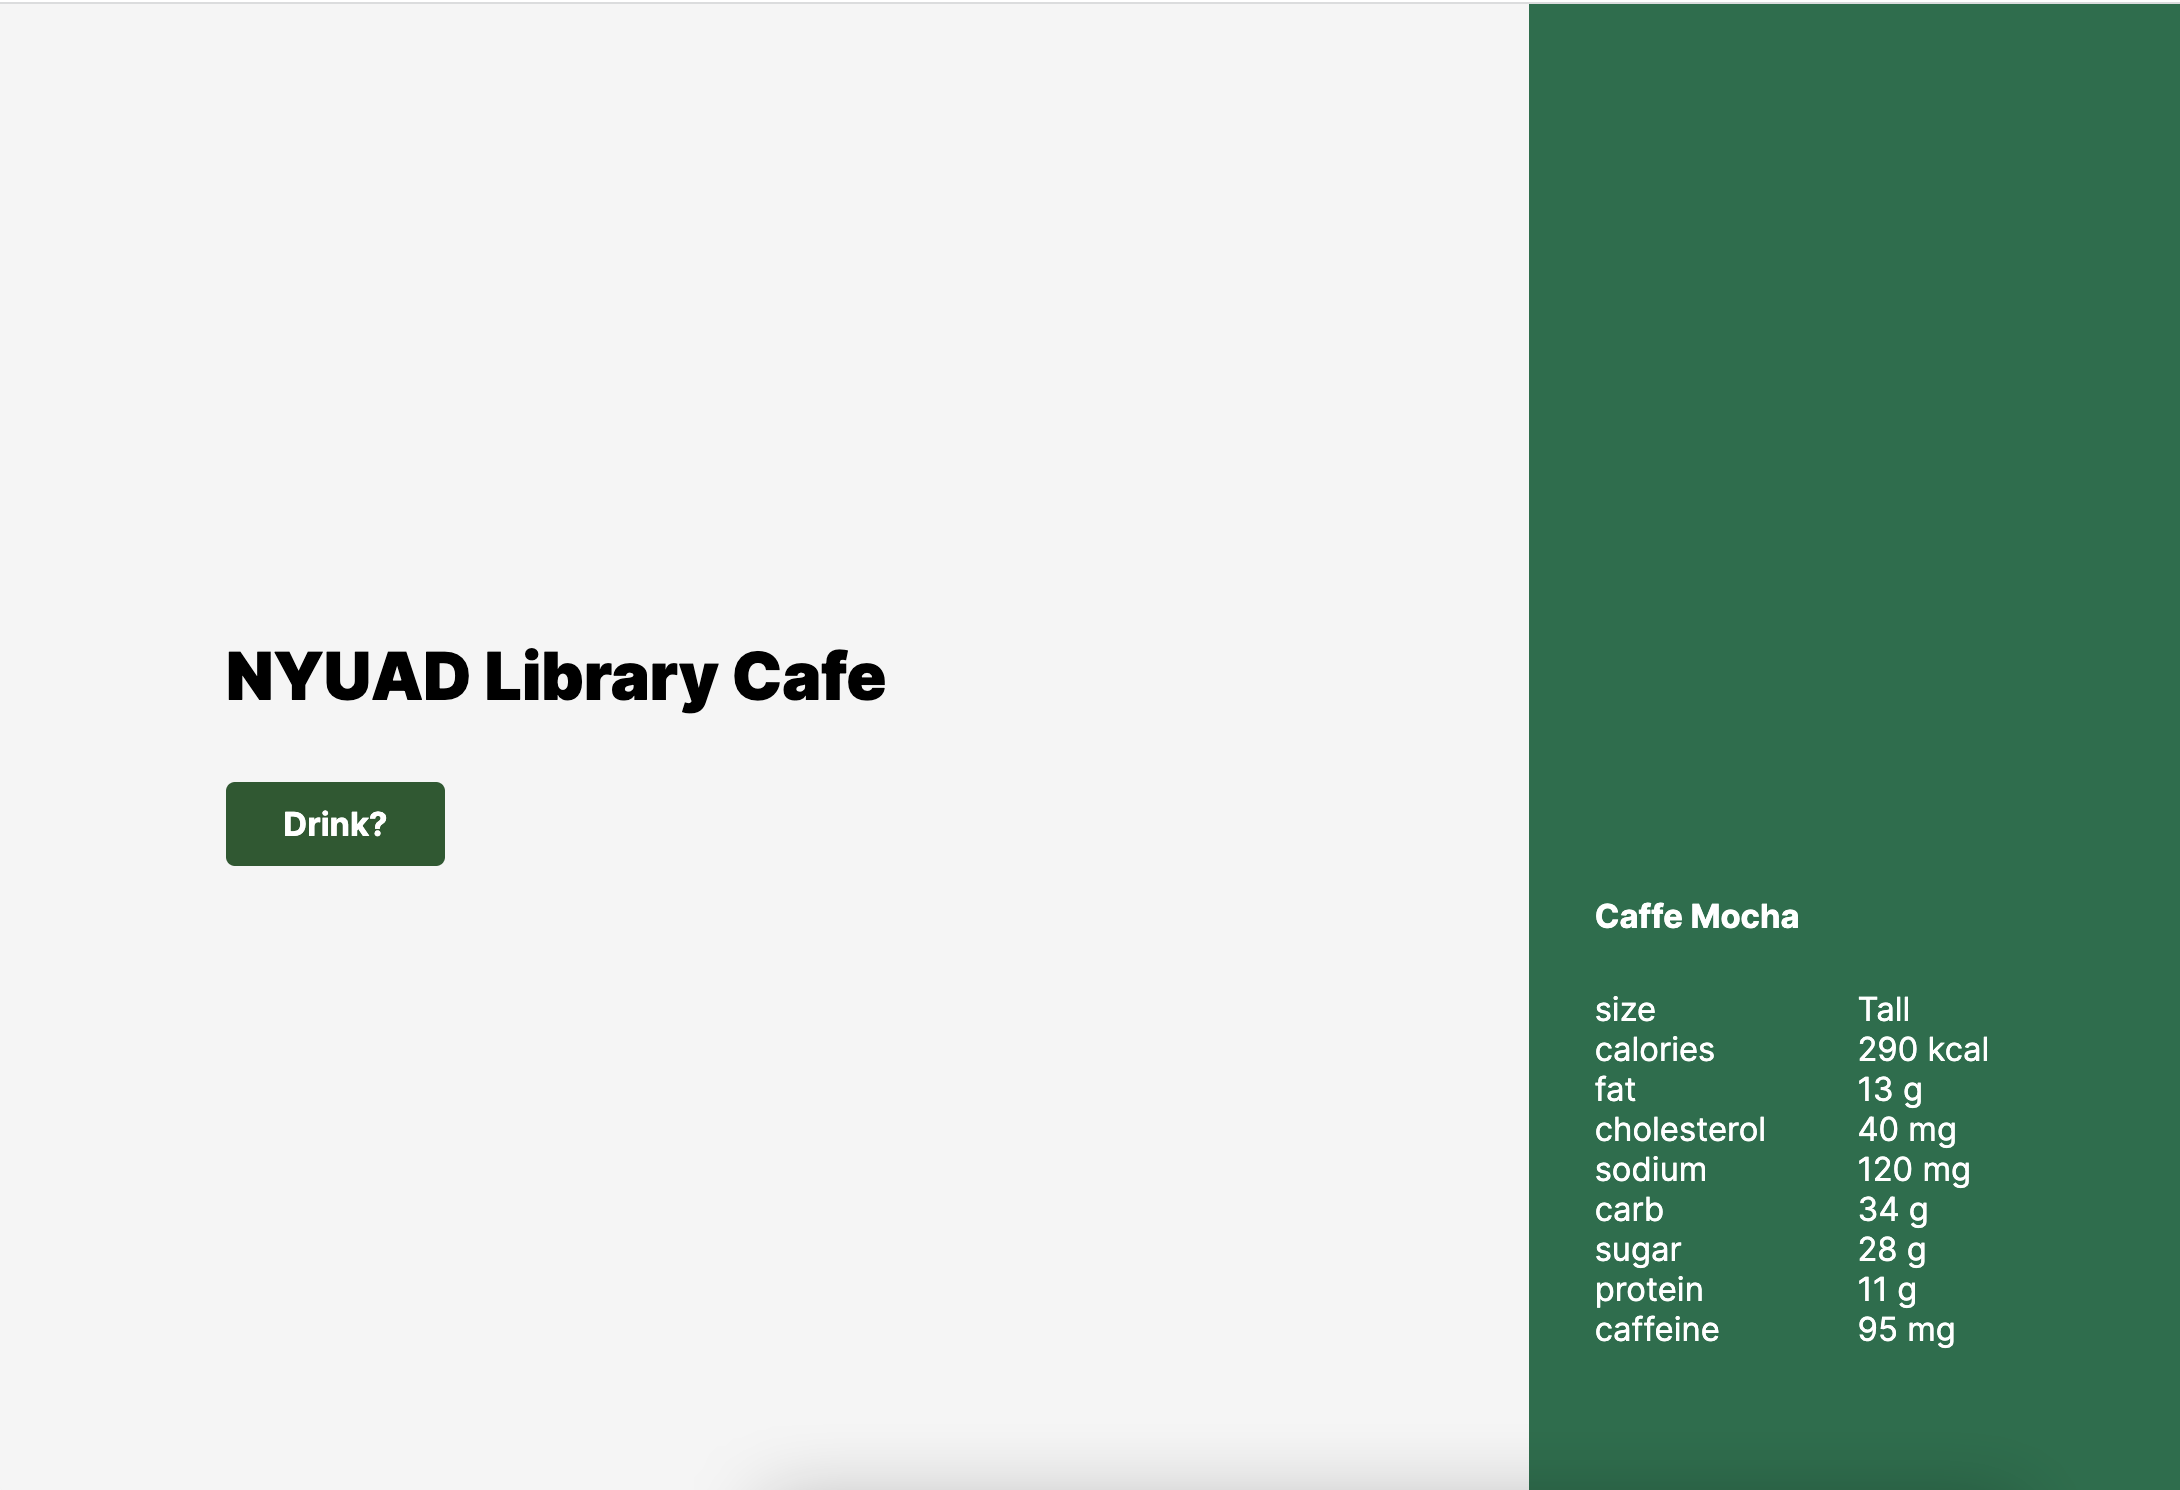 NYUAD Library Cafe
Drink?
Caffe Mocha
size Tall
calories 290 kcal
fat 13 g
cholesterol 40 mg
sodium 120 mg
carb 34 g
sugar 28 g
protein 11 g
caffeine 95 mg